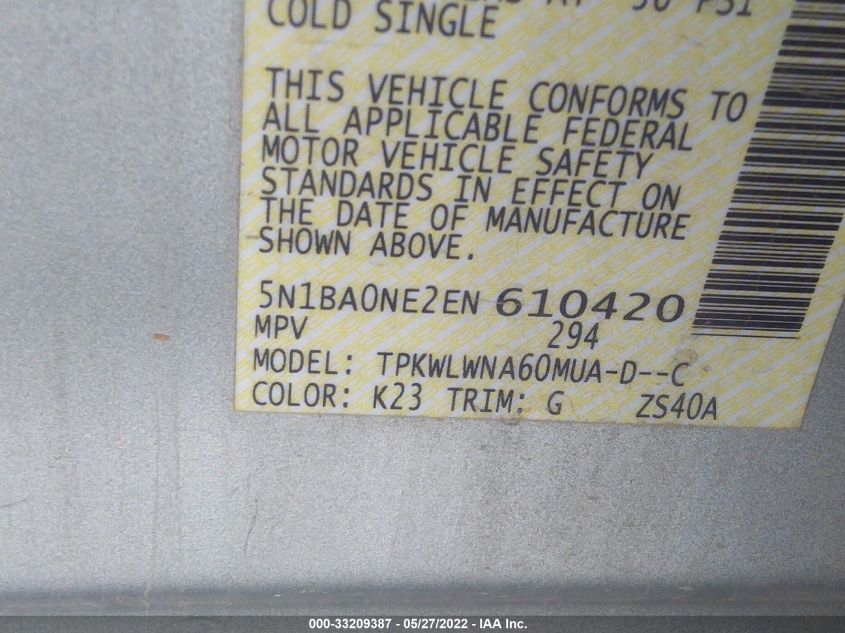 PSI
COLD SINGLE
THIS VEHICLE CONFORMS TO
ALL APPLICABLE FEDERAL
MOTOR VEHICLE SAFETY
STANDARDS IN EFFECT ON
THE DATE OF MANUFACTURE
SHOWN ABOVE.
5N1BA0NE2EN 610420
MPV 294
MODEL: TPKWLWNA60MUA-D--C
COLOR: K23 TRIM: G ZS40A
000-33209387 - 05/27/2022 - IAA Inc.